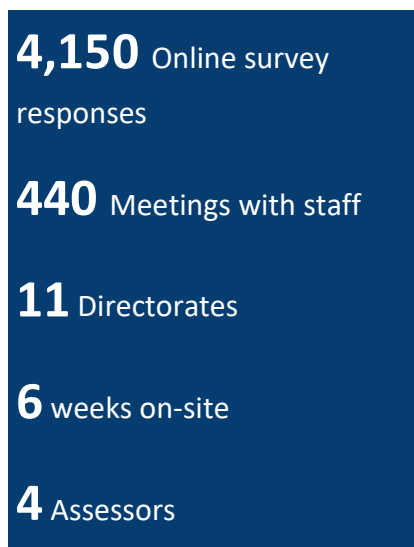 4,150 Online survey
responses
440 Meetings with staff
11 Directorates
6 weeks on-site
4 Assessors